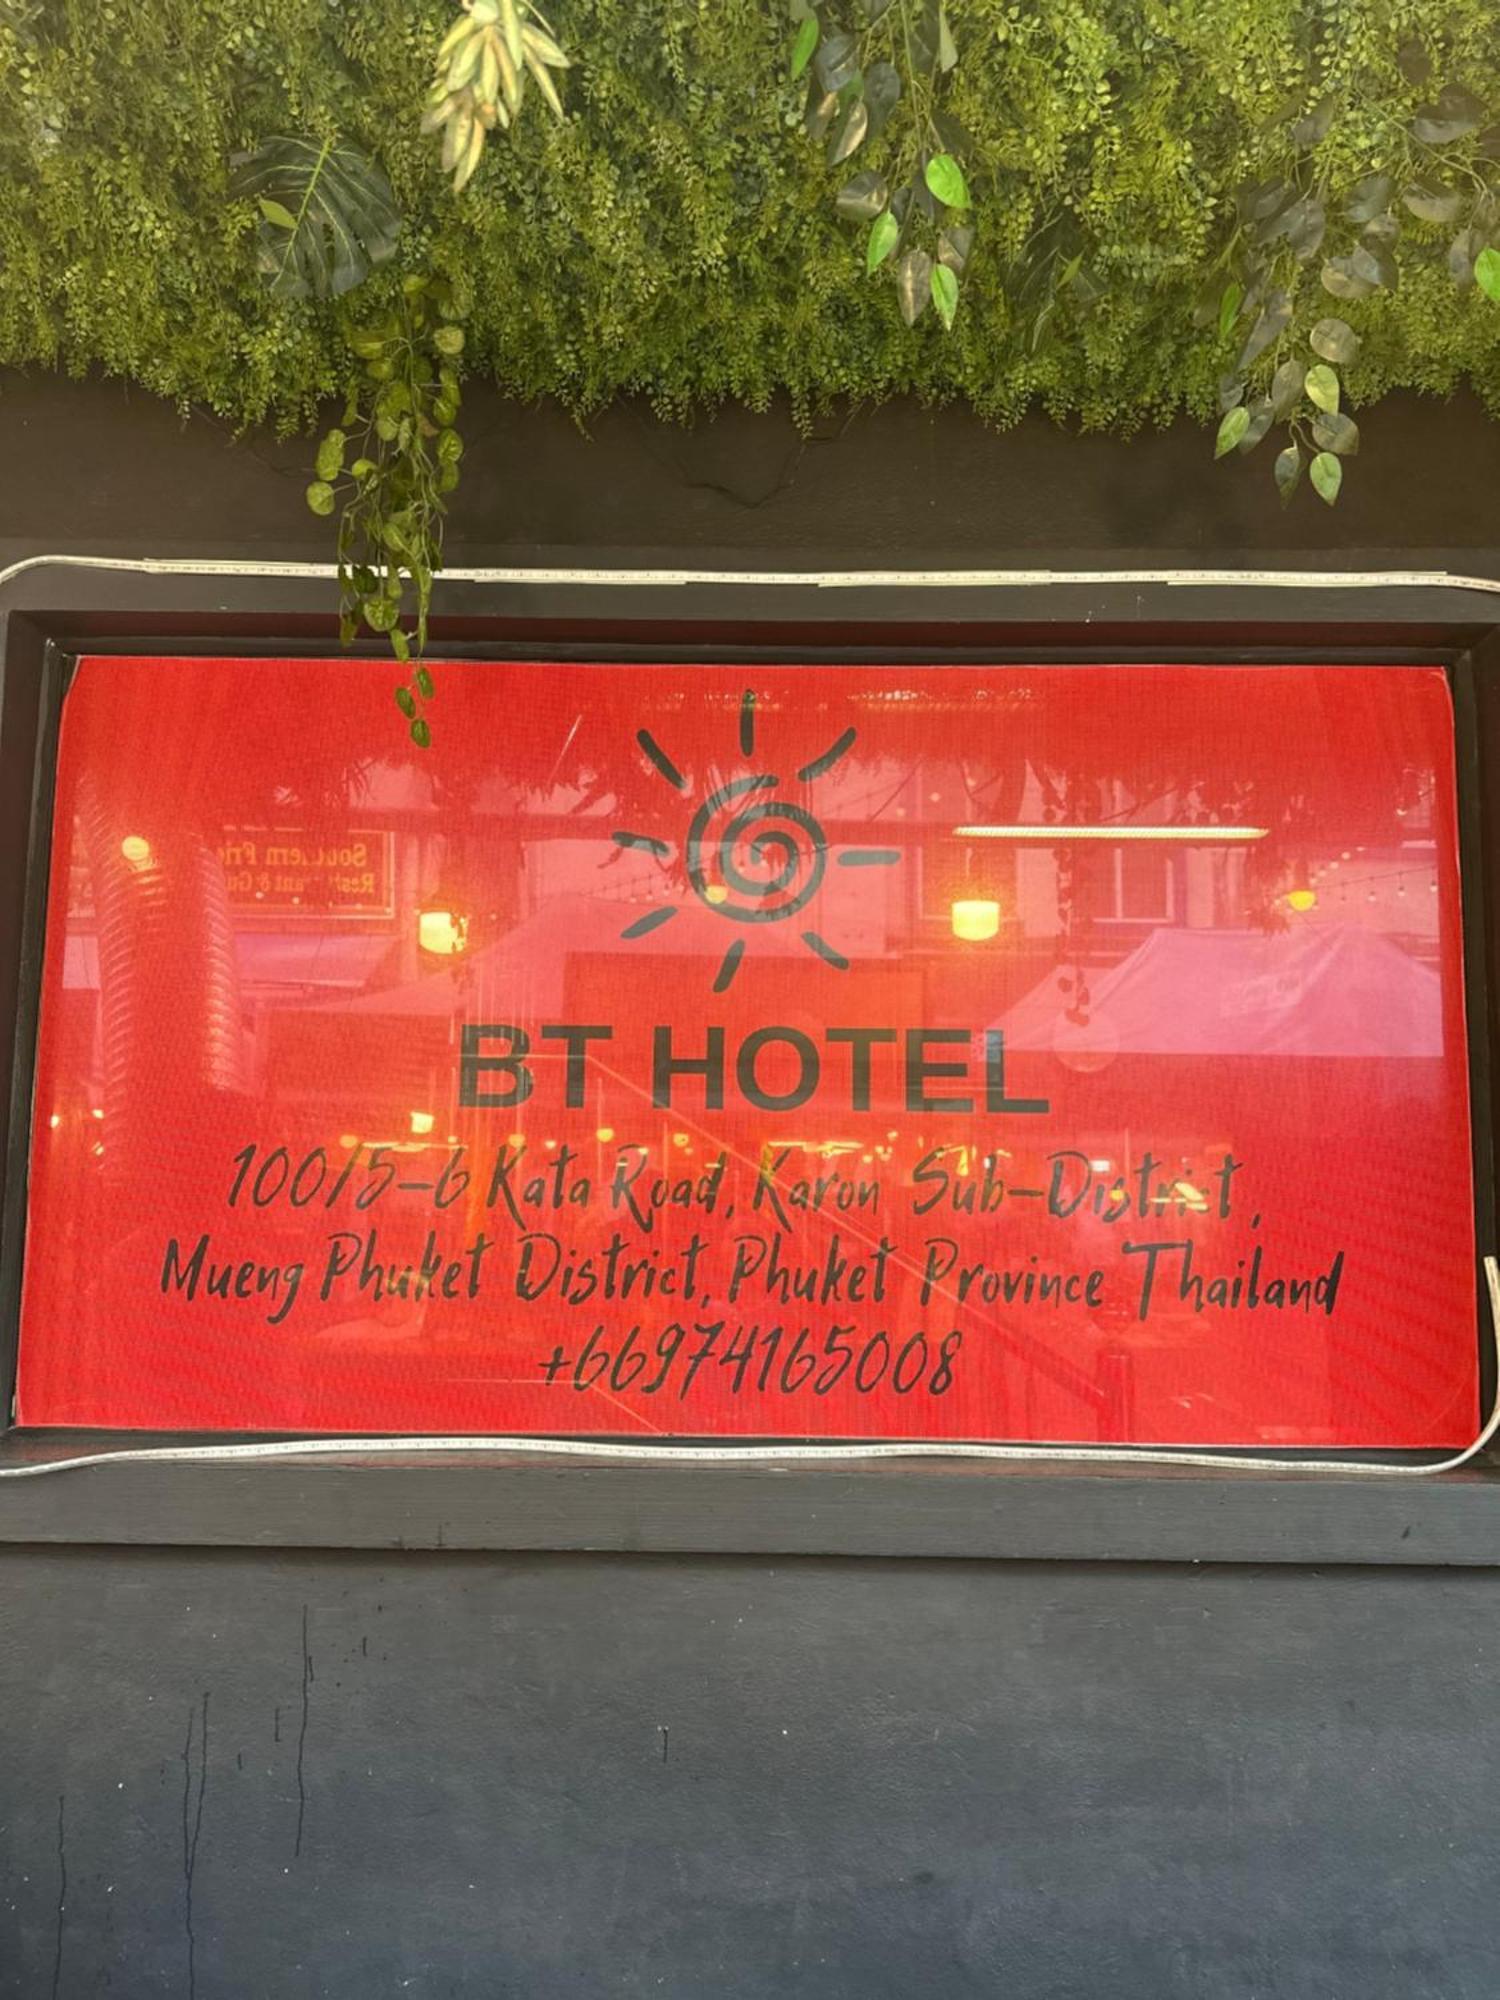 BT HOTEL
100/5-6 Kata Road, Karon Sub-District,
Mueng Phuket District, Phuket Province Thailand
+66974165008